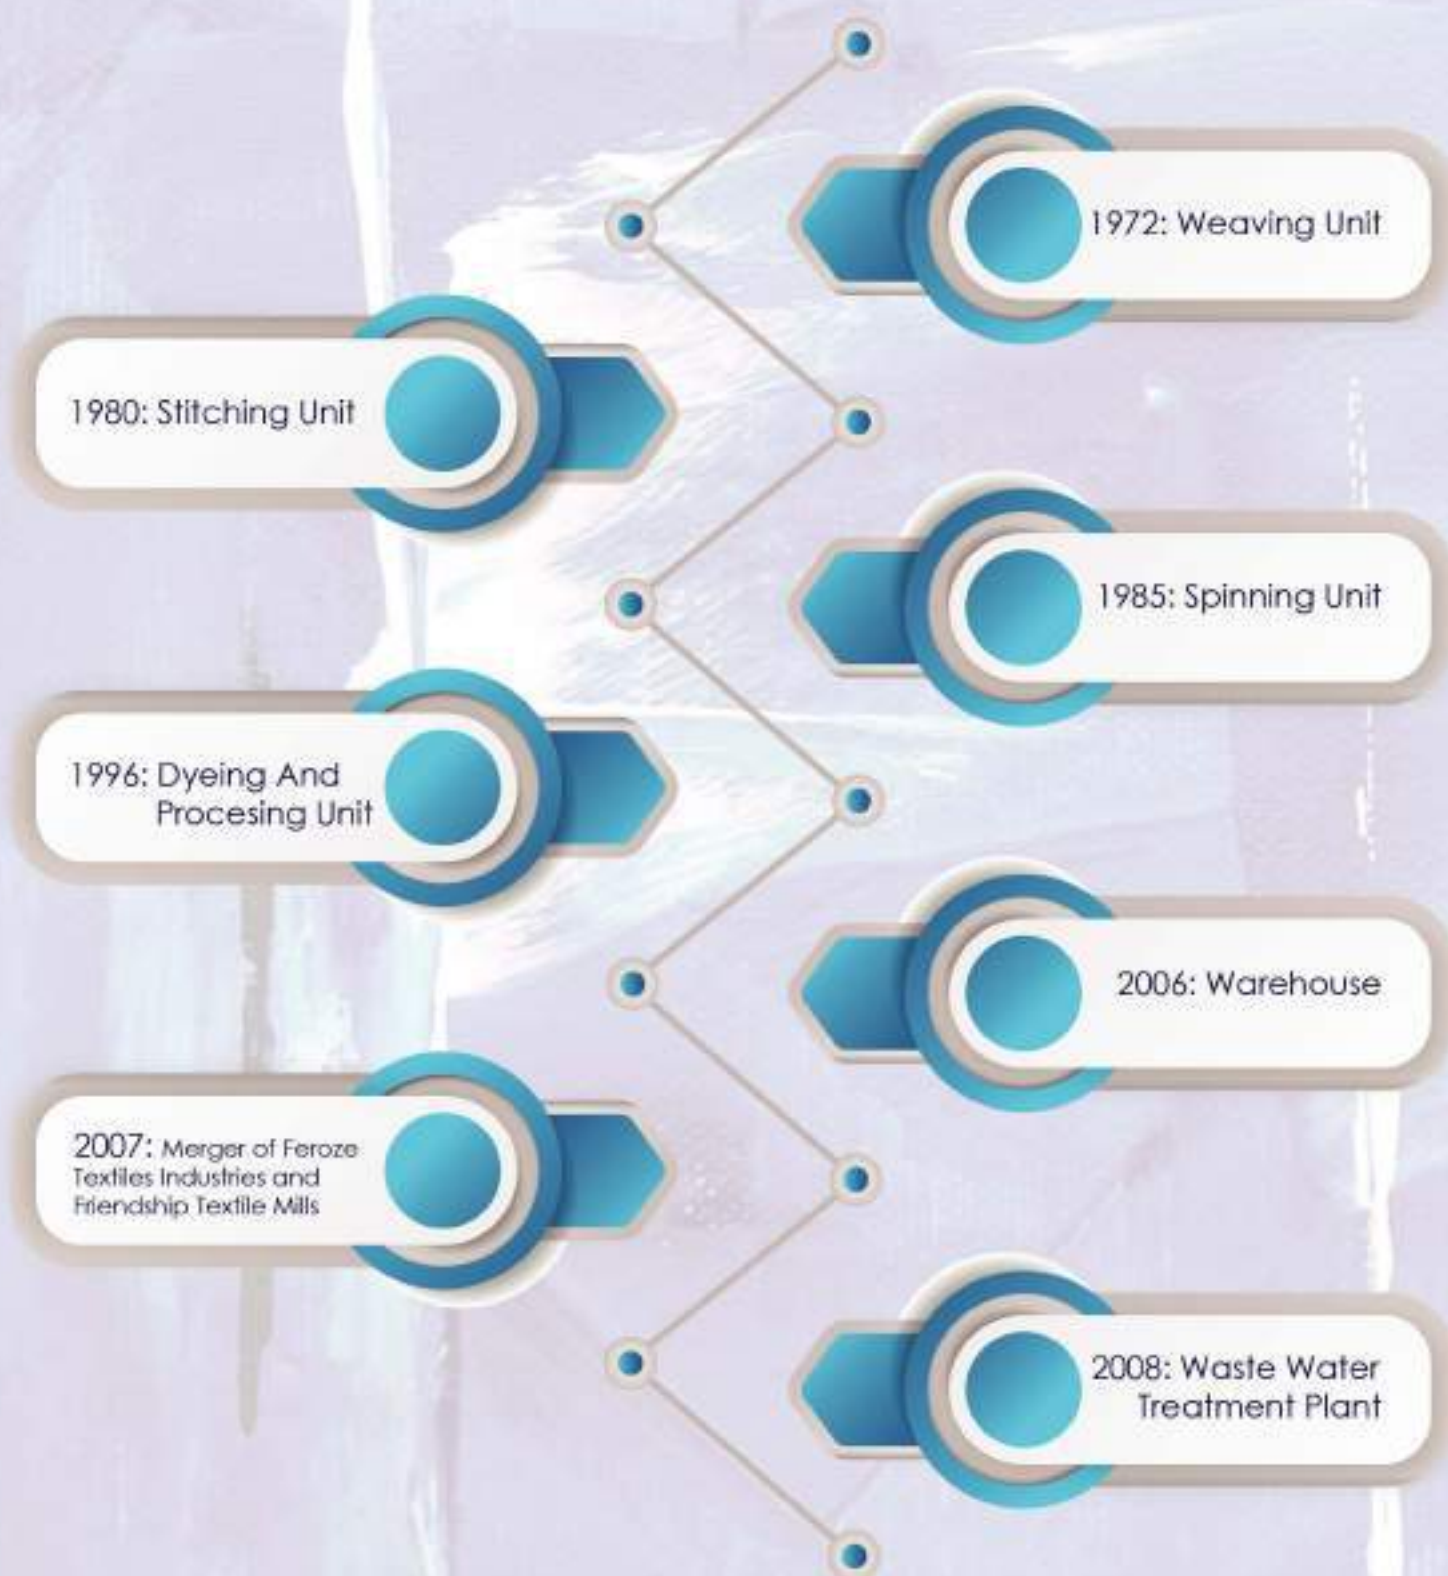 1972: Weaving Unit
1980: Stitching Unit
1985: Spinning Unit
1996: Dyeing And
Procesing Unit
2006: Warehouse
2007: Merger of Feroze
Textiles Industries and
Friendship Textile Mills
2008: Waste Water
Treatment Plant